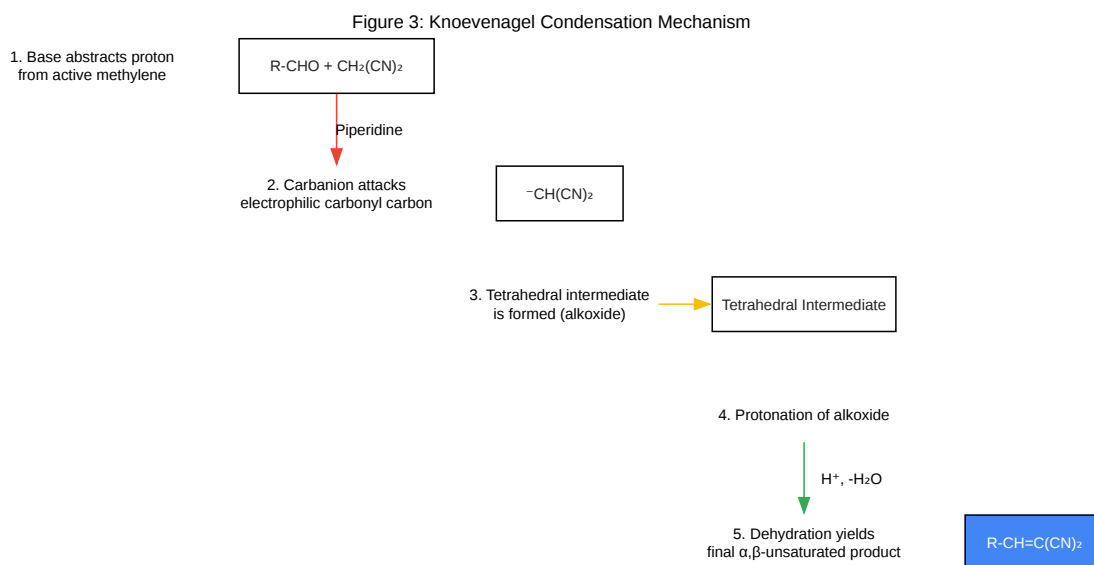 Figure 3: Knoevenagel Condensation Mechanism
1. Base abstracts proton
from active methylene
R-CHO + CH₂(CN)₂
Piperidine
2. Carbanion attacks
electrophilic carbonyl carbon
⁻CH(CN)₂
3. Tetrahedral intermediate
is formed (alkoxide)
Tetrahedral Intermediate
4. Protonation of alkoxide
H⁺, -H₂O
5. Dehydration yields
final α,β-unsaturated product
R-CH=C(CN)₂